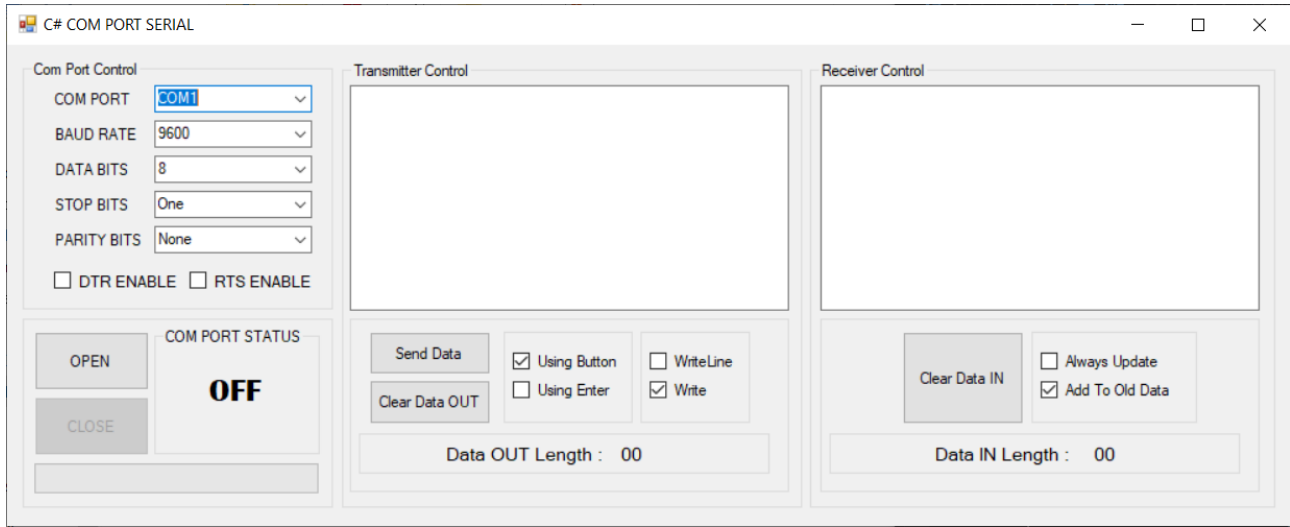 C# COM PORT SERIAL
Com Port Control
COM PORT COM1
BAUD RATE 9600
DATA BITS 8
STOP BITS One
PARITY BITS None
DTR ENABLE RTS ENABLE
OPEN
CLOSE
COM PORT STATUS
OFF
Transmitter Control
Send Data
Clear Data OUT
Using Button
Using Enter
WriteLine
Write
Data OUT Length : 00
Receiver Control
Clear Data IN
Always Update
Add To Old Data
Data IN Length : 00